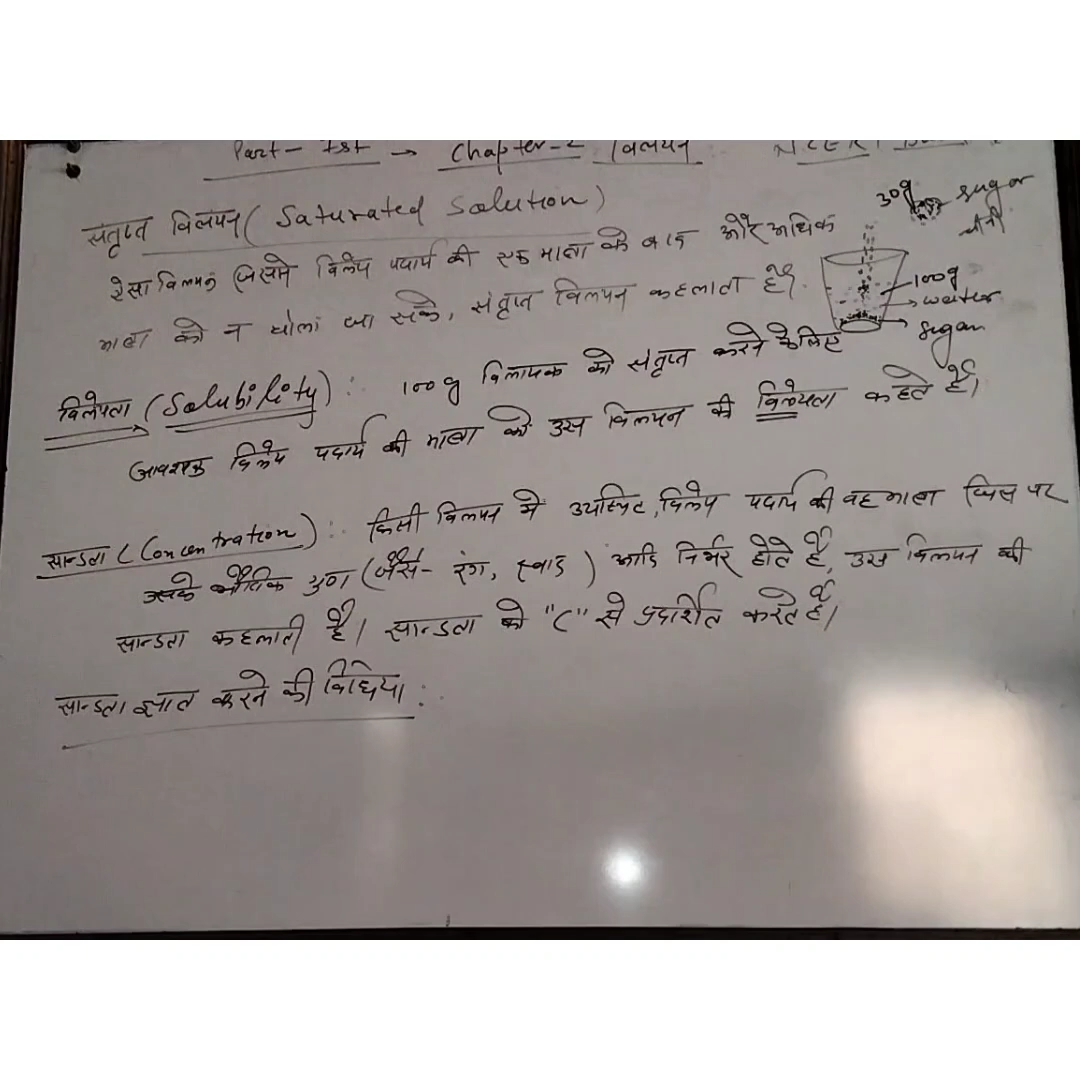 Part - Ist → Chapter-2 विलयन NCERT
संतृप्त विलयन (Saturated Solution)
ऐसा विलयन जिसमे विलेय पदार्थ की एक मात्रा के बाद और अधिक
मात्रा को न घोला जा सके, संतृप्त विलयन कहलाता है।
30g sugar
चीनी
100g
water
sugar
विलेयता (Solubility) : 100g विलायक को संतृप्त करने के लिए
आवश्यक विलेय पदार्थ की मात्रा को उस विलयन की विलेयता कहते हैं।
सान्द्रता (Concentration) : किसी विलयन मे उपस्थित, विलेय पदार्थ की वह मात्रा जिस पर
उसके भौतिक गुण (जैसे- रंग, स्वाद) आदि निर्भर होते हैं, उस विलयन की
सान्द्रता कहलाती है। सान्द्रता को "C" से प्रदर्शित करते हैं।
सान्द्रता ज्ञात करने की विधिया :